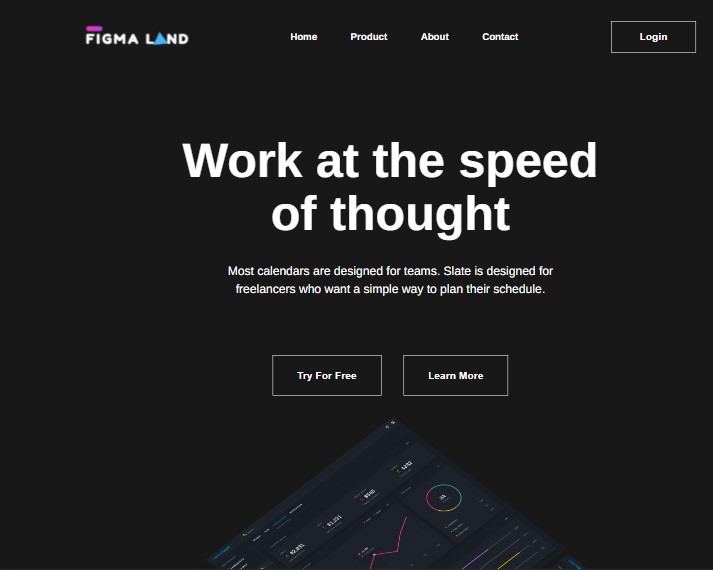 FIGMA LAND
Home
Product
About
Contact
Login
Work at the speed
of thought
Most calendars are designed for teams. Slate is designed for
freelancers who want a simple way to plan their schedule.
Try For Free
Learn More